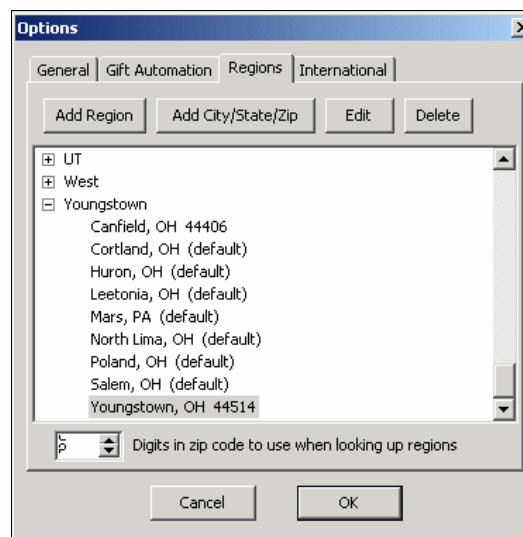 Options
General Gift Automation Regions International
Add Region Add City/State/Zip Edit Delete
UT
West
Youngstown
Canfield, OH 44406
Cortland, OH (default)
Huron, OH (default)
Leetonia, OH (default)
Mars, PA (default)
North Lima, OH (default)
Poland, OH (default)
Salem, OH (default)
Youngstown, OH 44514
Digits in zip code to use when looking up regions
Cancel OK